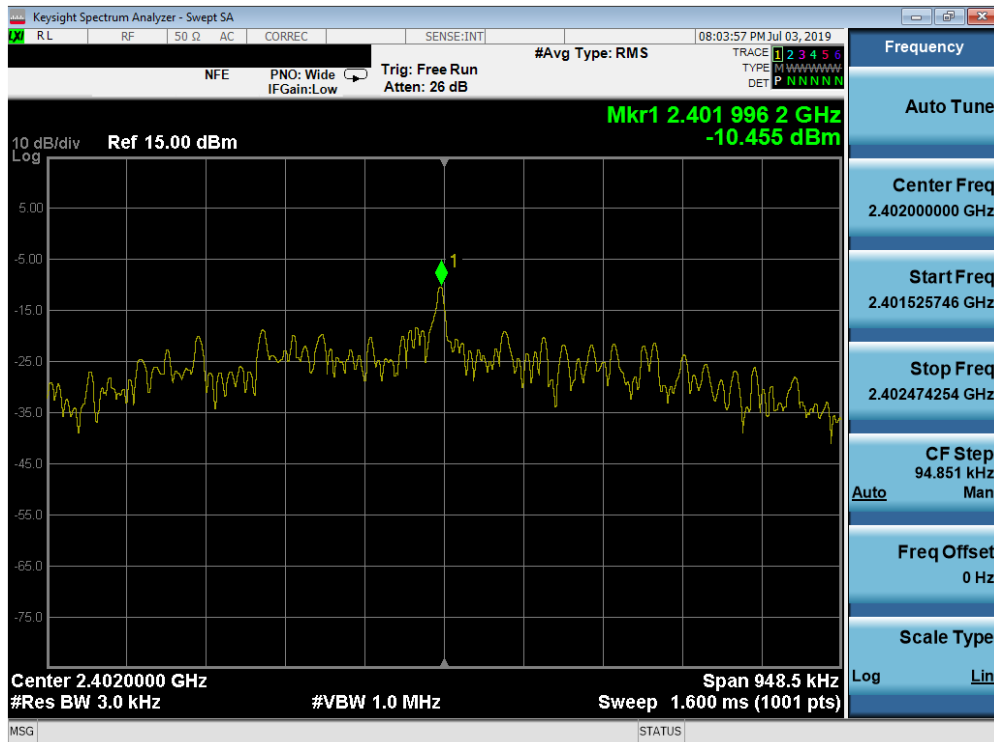 Keysight Spectrum Analyzer - Swept SA
LXI RL RF 50 Ω AC CORREC SENSE:INT 08:03:57 PM Jul 03, 2019
Frequency
NFE PNO: Wide Trig: Free Run #Avg Type: RMS TRACE 1 2 3 4 5 6
IFGain:Low Atten: 26 dB TYPE M W W W W W
DET P N N N N N
Auto Tune
Mkr1 2.401 996 2 GHz
-10.455 dBm
10 dB/div Ref 15.00 dBm
Log
5.00
-5.00
-15.0
-25.0
-35.0
-45.0
-55.0
-65.0
-75.0
1
Center Freq
2.402000000 GHz
Start Freq
2.401525746 GHz
Stop Freq
2.402474254 GHz
CF Step
94.851 kHz
Auto Man
Freq Offset
0 Hz
Scale Type
Log Lin
Center 2.4020000 GHz Span 948.5 kHz
#Res BW 3.0 kHz #VBW 1.0 MHz Sweep 1.600 ms (1001 pts)
MSG STATUS